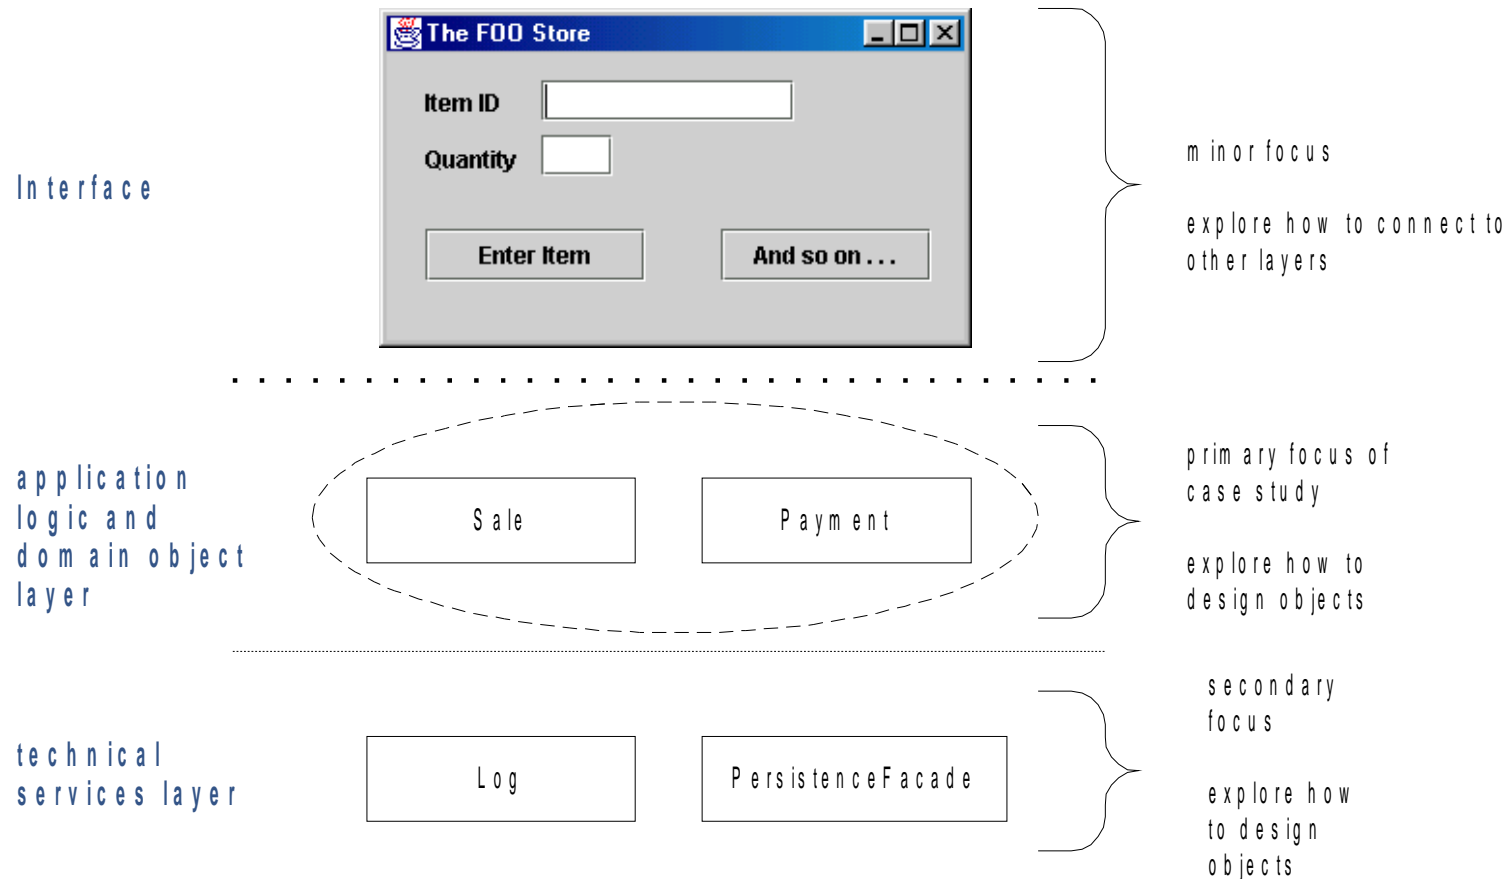 The FOO Store
Item ID
Quantity
Enter Item
And so on . . .
Interface
minor focus
explore how to connect to
other layers
application
logic and
domain object
layer
Sale
Payment
primary focus of
case study
explore how to
design objects
technical
services layer
Log
PersistenceFacade
secondary
focus
explore how
to design
objects